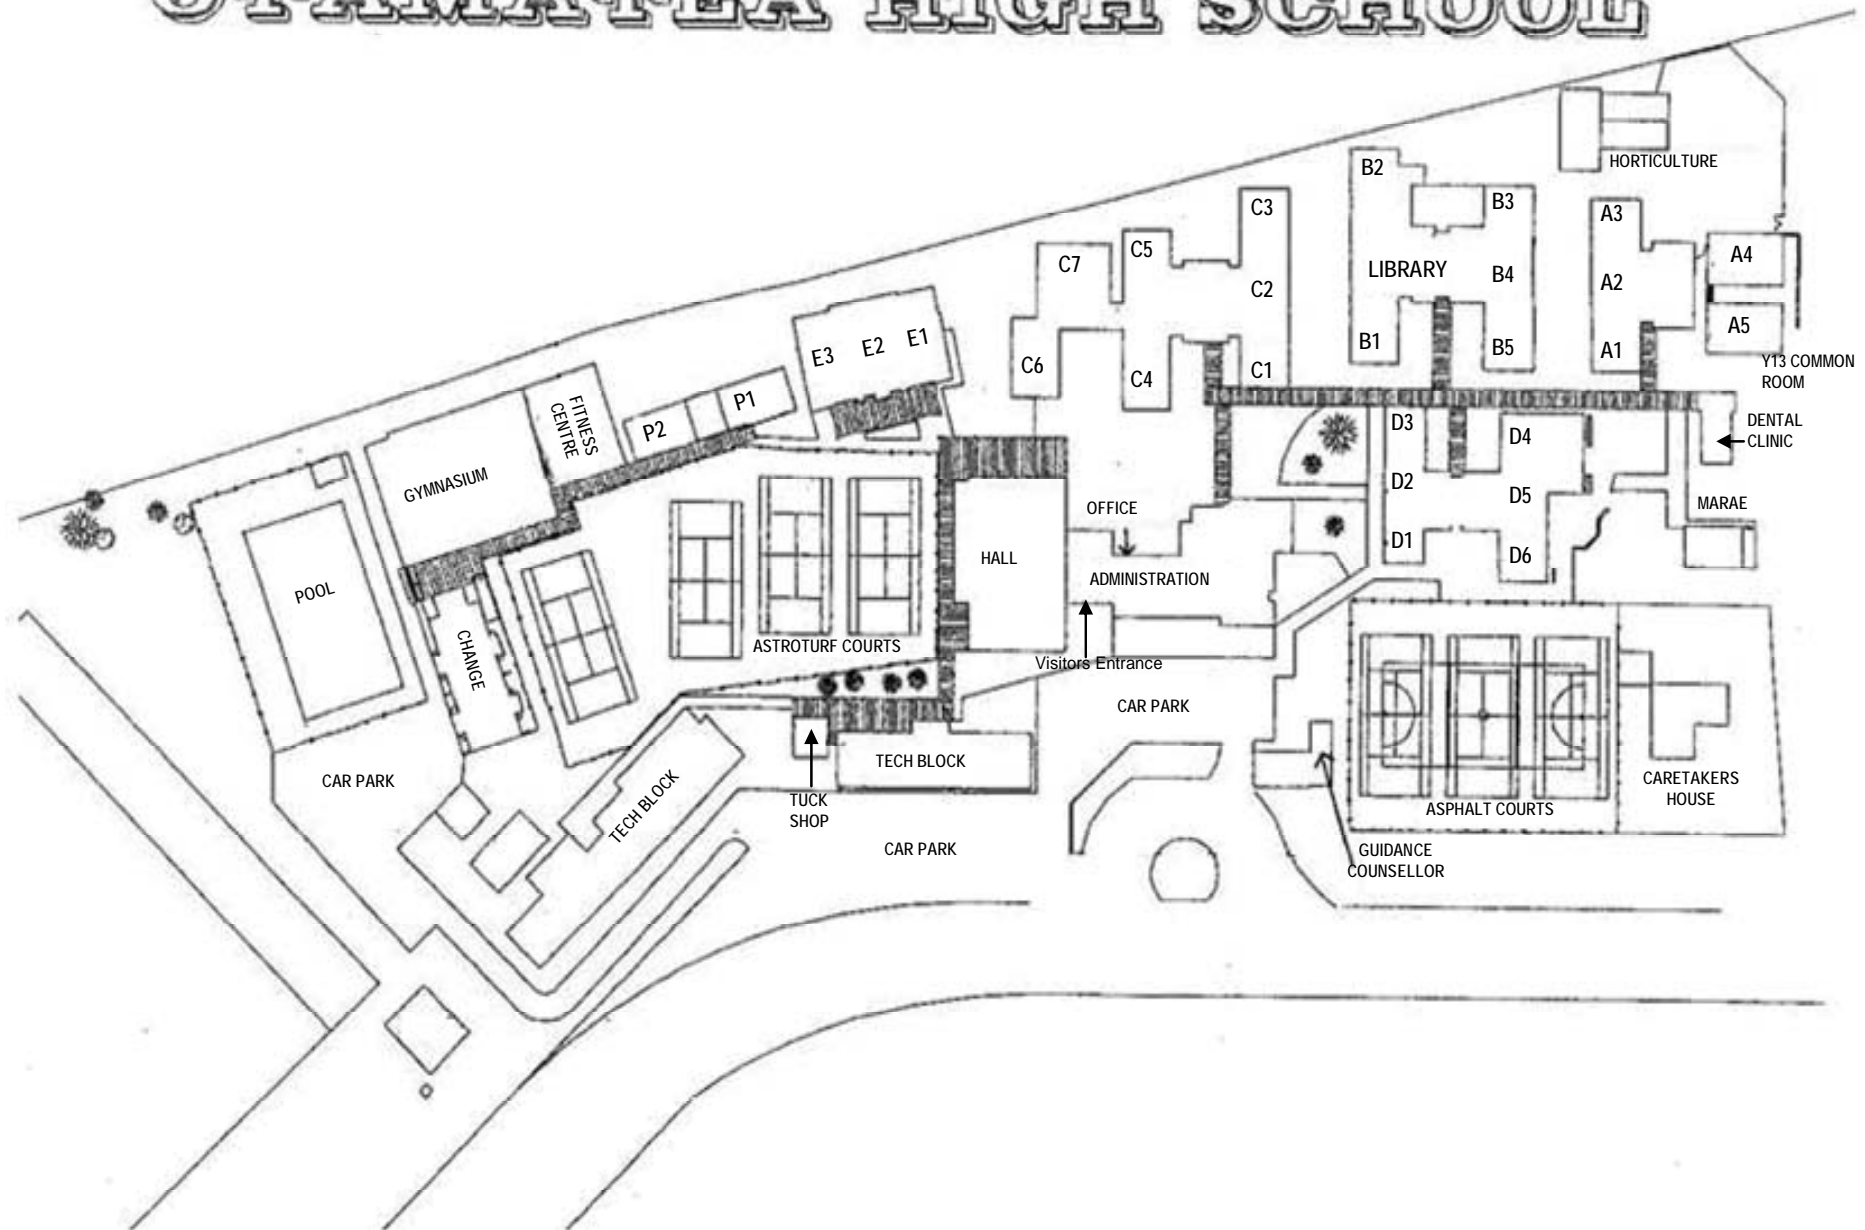 OTAMATEA HIGH SCHOOL
HORTICULTURE
B2
C3
B3
A3
C5
C7
A4
LIBRARY
B4
A2
C2
A5
E3 E2 E1
B1
B5
A1
Y13 COMMON
ROOM
C6
C4
C1
FITNESS
CENTRE
P2
P1
D3
D4
DENTAL
CLINIC
GYMNASIUM
D2
D5
MARAE
OFFICE
D1
D6
HALL
ADMINISTRATION
POOL
CHANGE
ASTROTURF COURTS
Visitors Entrance
CAR PARK
TECH BLOCK
CAR PARK
TECH BLOCK
TUCK
SHOP
CARETAKERS
HOUSE
ASPHALT COURTS
CAR PARK
GUIDANCE
COUNSELLOR